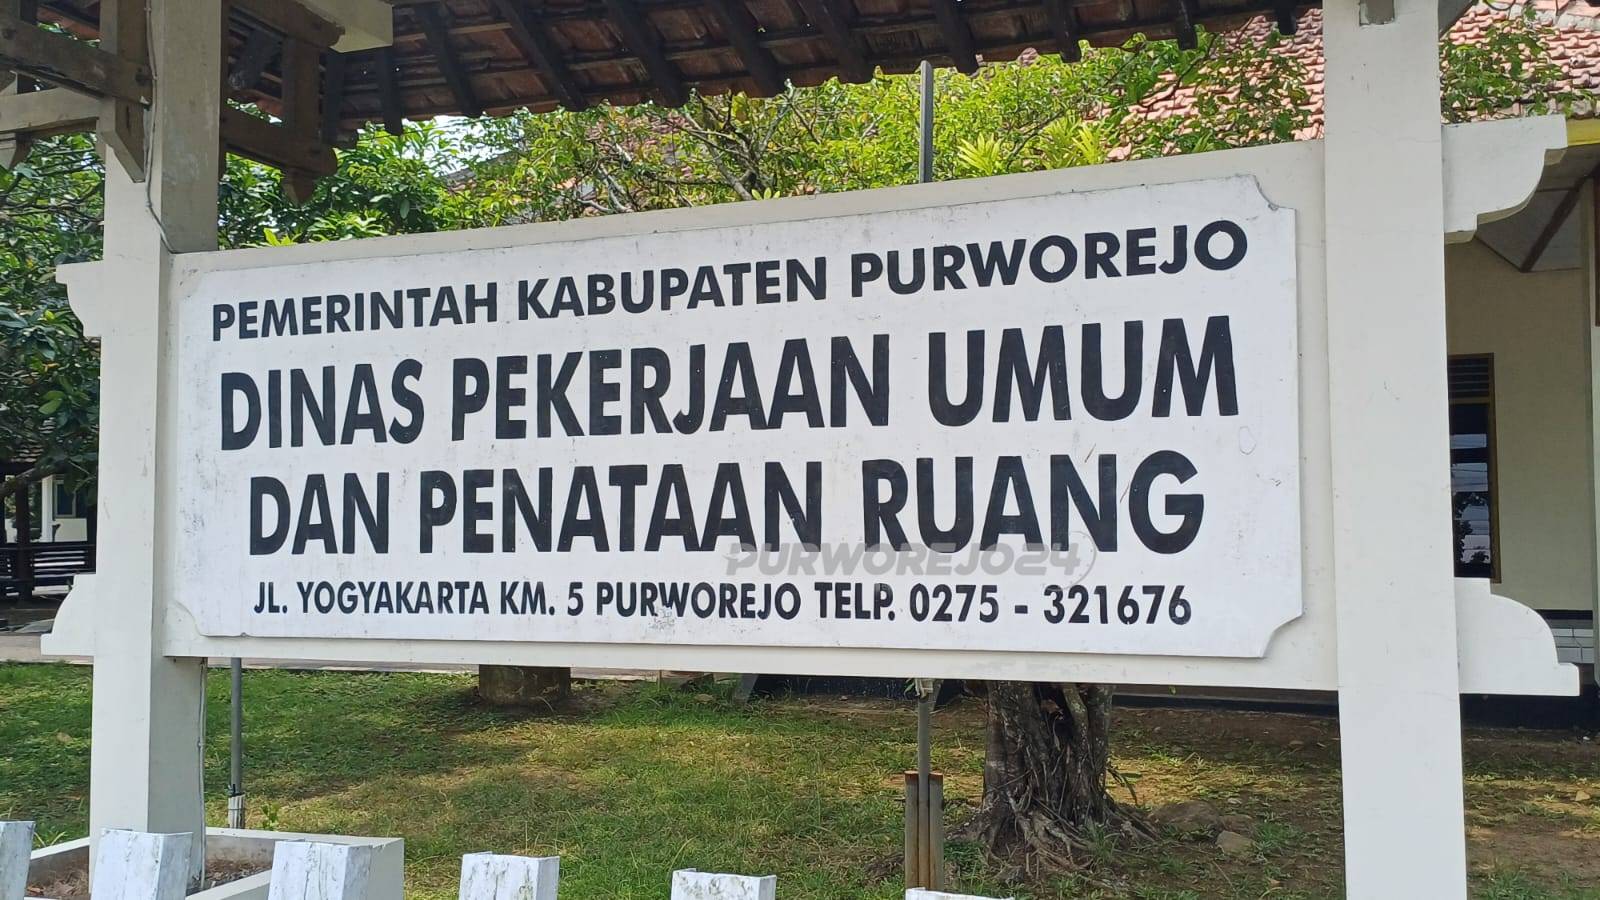 PEMERINTAH KABUPATEN PURWOREJO
DINAS PEKERJAAN UMUM
DAN PENATAAN RUANG
PURWOREJO24
JL. YOGYAKARTA KM. 5 PURWOREJO TELP. 0275 - 321676